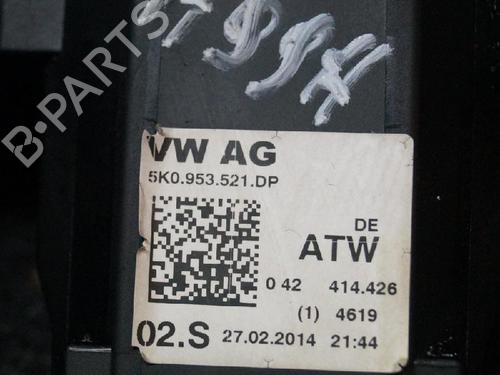 B-PARTS
VW AG
5K0.953.521.DP
DE
ATW
0 42 414.426
(1) 4619
02.S 27.02.2014 21:44